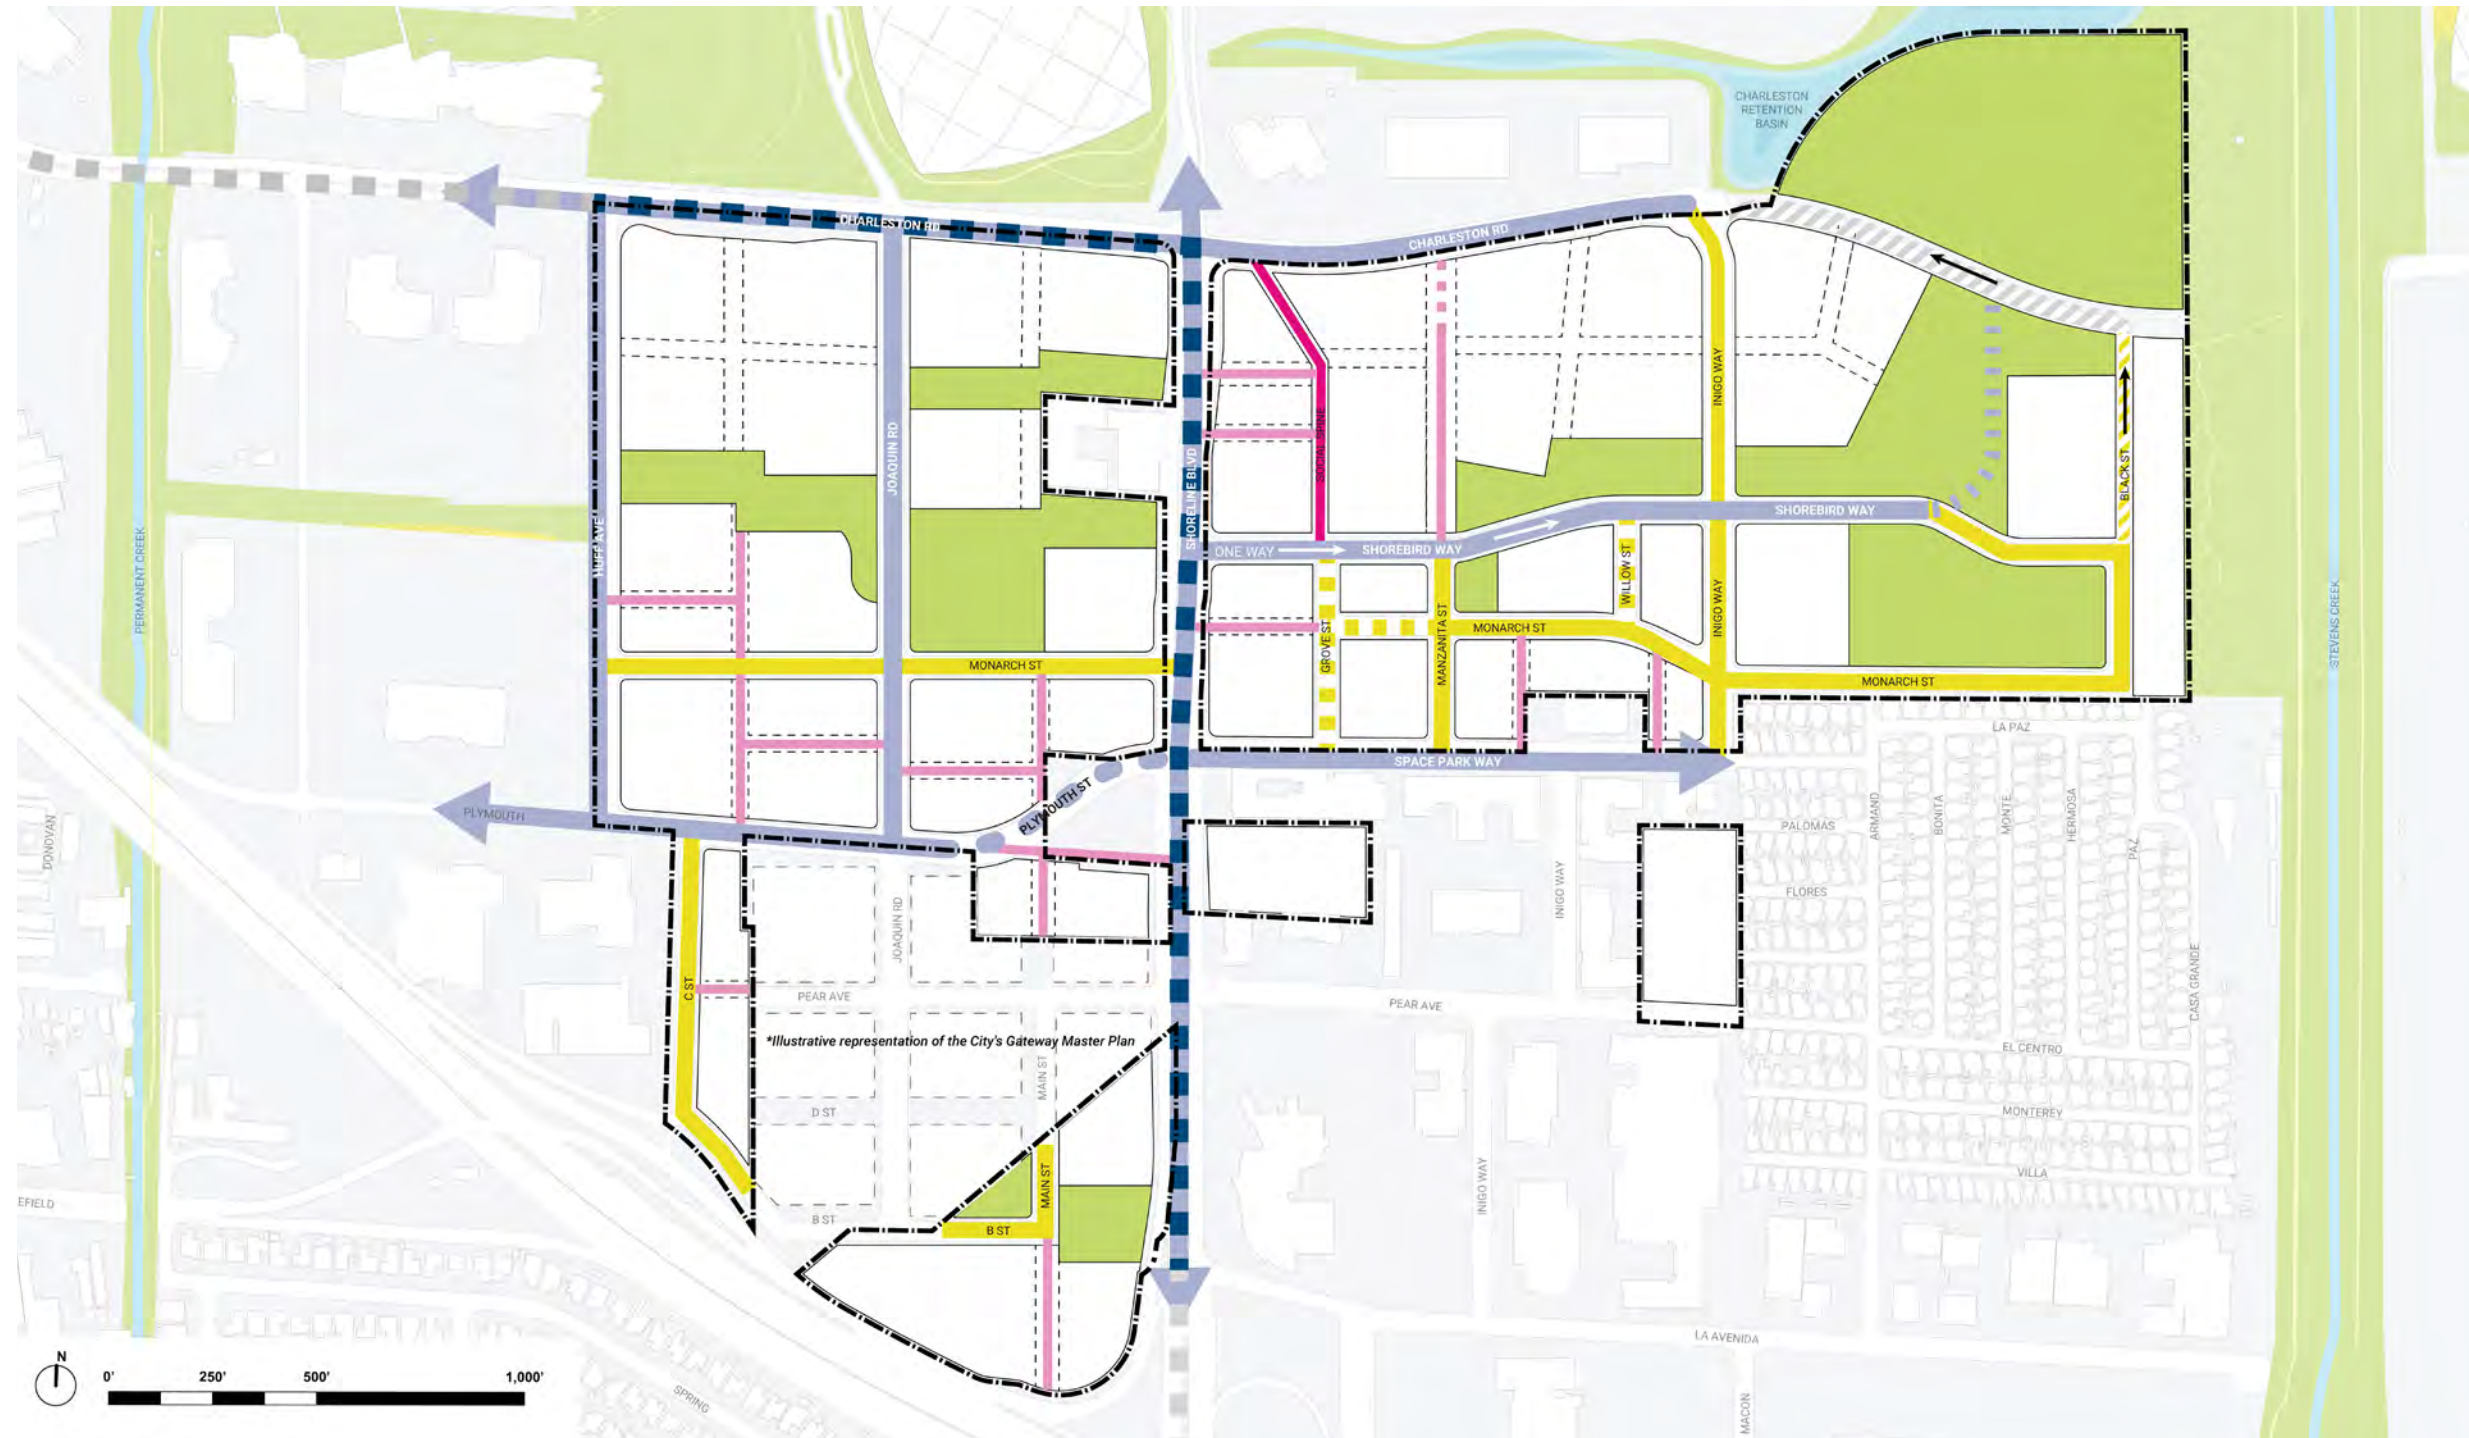 CHARLESTON
RETENTION
BASIN
CHARLESTON RD
CHARLESTON RD
INIGO WAY
JOAQUIN RD
SOCIAL SPINE
SHORELINE BLVD
BLACK ST
HUFF AVE
PERMANENT CREEK
SHOREBIRD WAY
ONE WAY
SHOREBIRD WAY
WILLOW ST
INIGO WAY
STEVENS CREEK
GROVE ST
MANZANITA ST
MONARCH ST
MONARCH ST
MONARCH ST
LA PAZ
SPACE PARK WAY
PLYMOUTH ST
PLYMOUTH
DONOVAN
PALOMAS
ARMAND
BONITA
MONTE
HERMOSA
PAZ
FLORES
INIGO WAY
JOAQUIN RD
C ST
PEAR AVE
PEAR AVE
CASA GRANDE
*Illustrative representation of the City's Gateway Master Plan
EL CENTRO
MAIN ST
D ST
MONTEREY
VILLA
MAIN ST
INIGO WAY
EFIELD
B ST
B ST
LA AVENIDA
N
0'
250'
500'
1,000'
SPRING
MACON